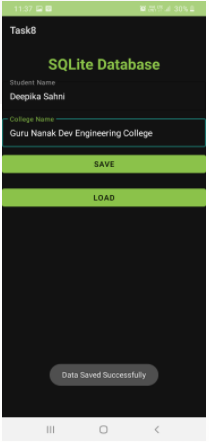 11:37
30%
Task8
SQLite Database
Student Name
Deepika Sahni
College Name
Guru Nanak Dev Engineering College
SAVE
LOAD
Data Saved Successfully